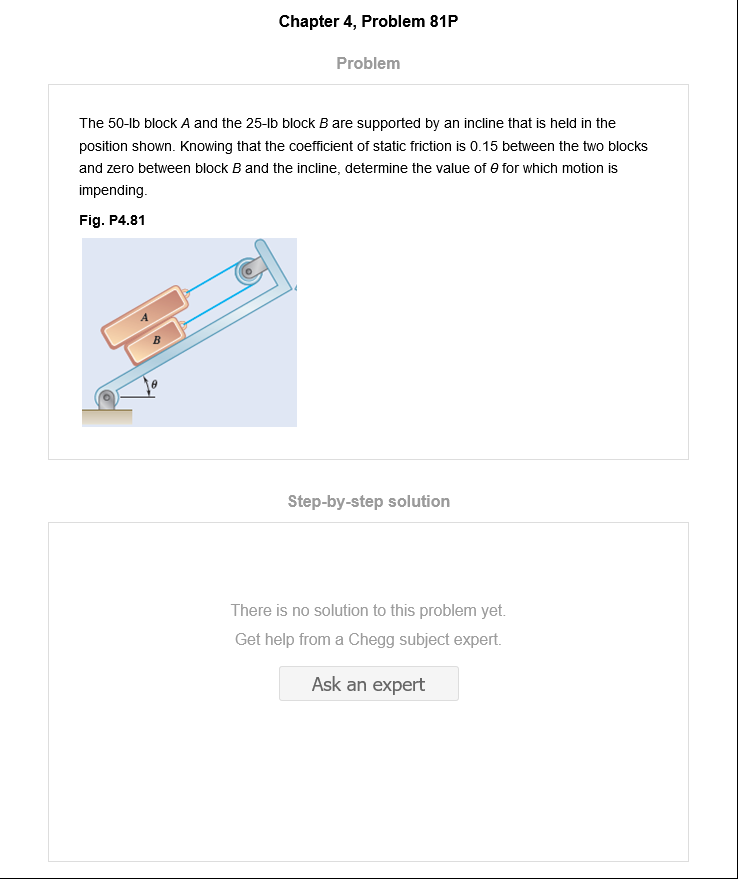 Chapter 4, Problem 81P
Problem
The 50-lb block A and the 25-lb block B are supported by an incline that is held in the
position shown. Knowing that the coefficient of static friction is 0.15 between the two blocks
and zero between block B and the incline, determine the value of θ for which motion is
impending.
Fig. P4.81
A
B
θ
Step-by-step solution
There is no solution to this problem yet.
Get help from a Chegg subject expert.
Ask an expert